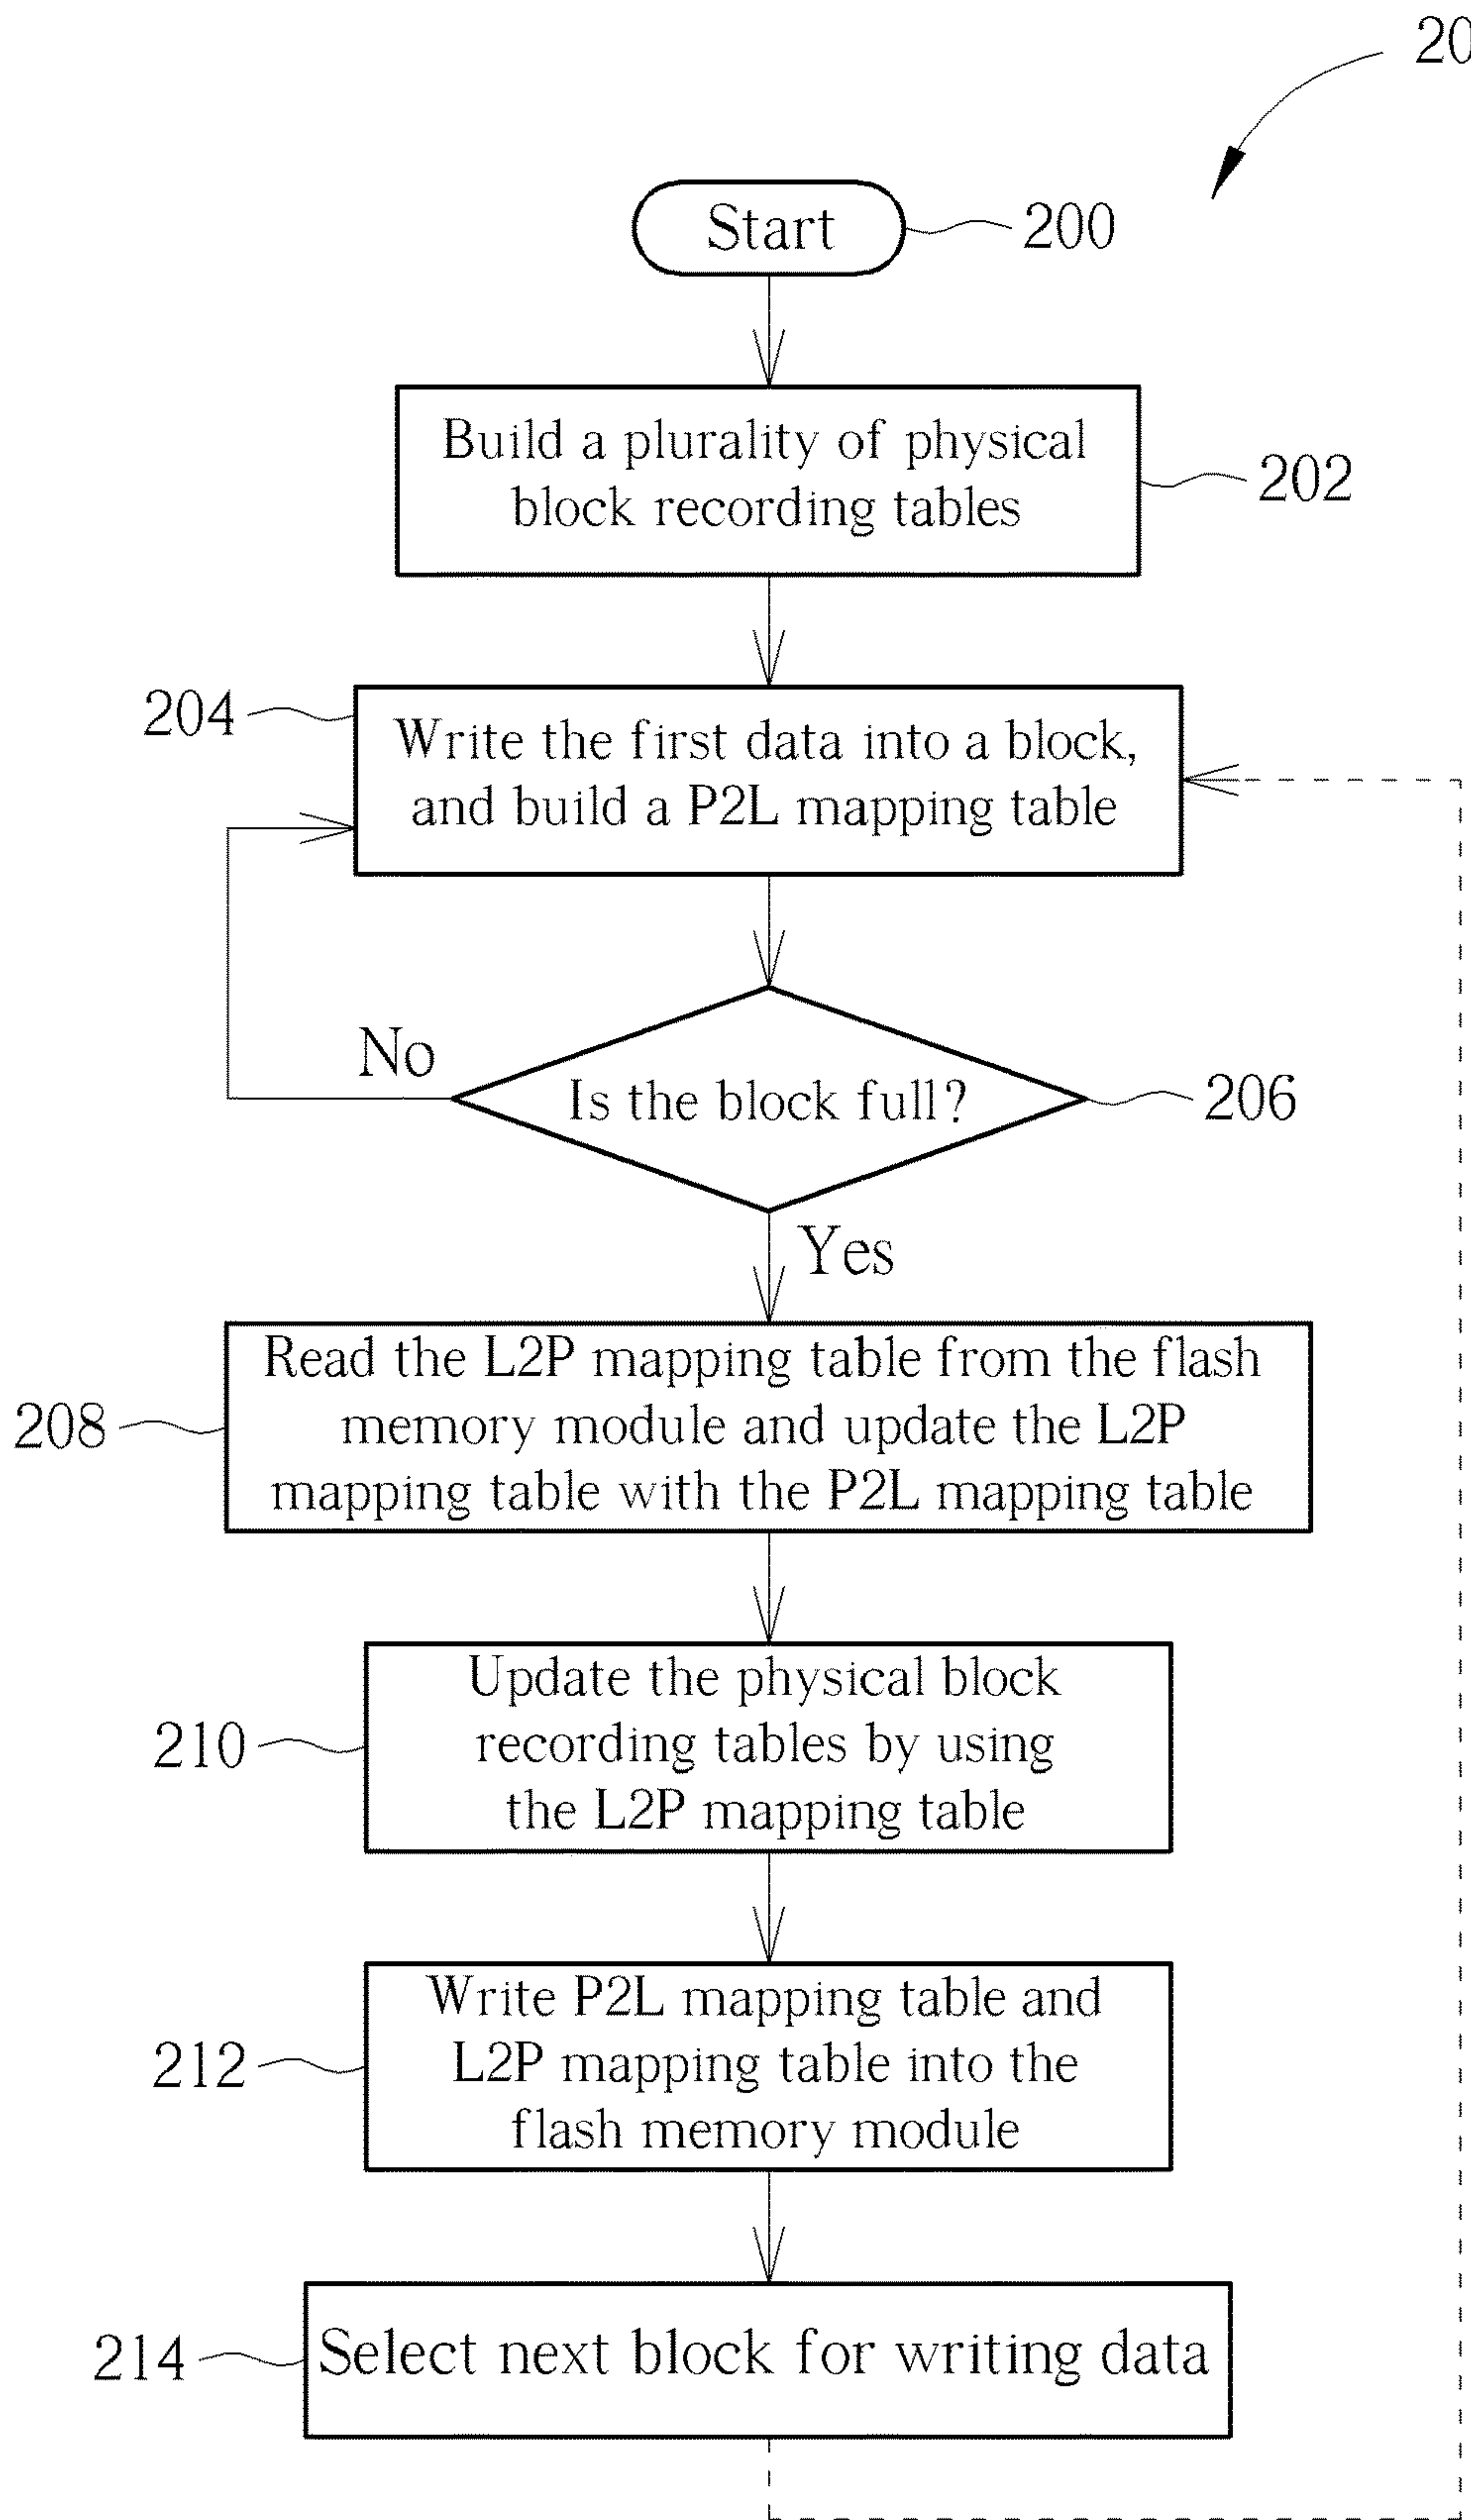 20
Start
200
Build a plurality of physical
block recording tables
202
204
Write the first data into a block,
and build a P2L mapping table
No
Is the block full?
206
Yes
208
Read the L2P mapping table from the flash
memory module and update the L2P
mapping table with the P2L mapping table
210
Update the physical block
recording tables by using
the L2P mapping table
212
Write P2L mapping table and
L2P mapping table into the
flash memory module
214
Select next block for writing data